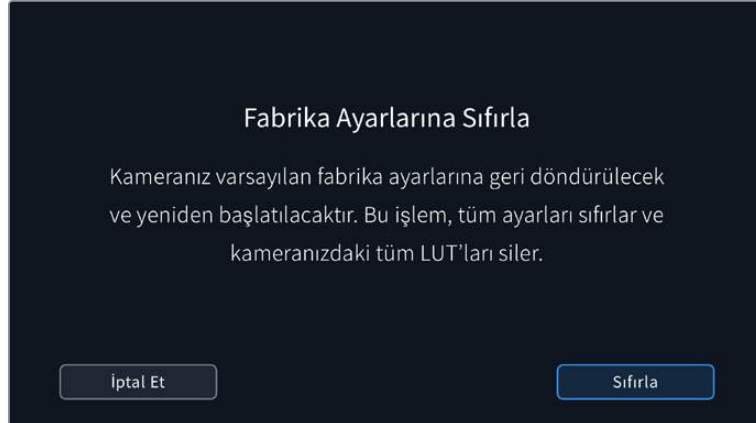 Fabrika Ayarlarına Sıfırla
Kameranız varsayılan fabrika ayarlarına geri döndürülecek
ve yeniden başlatılacaktır. Bu işlem, tüm ayarları sıfırlar ve
kameranızdaki tüm LUT’ları siler.
İptal Et
Sıfırla